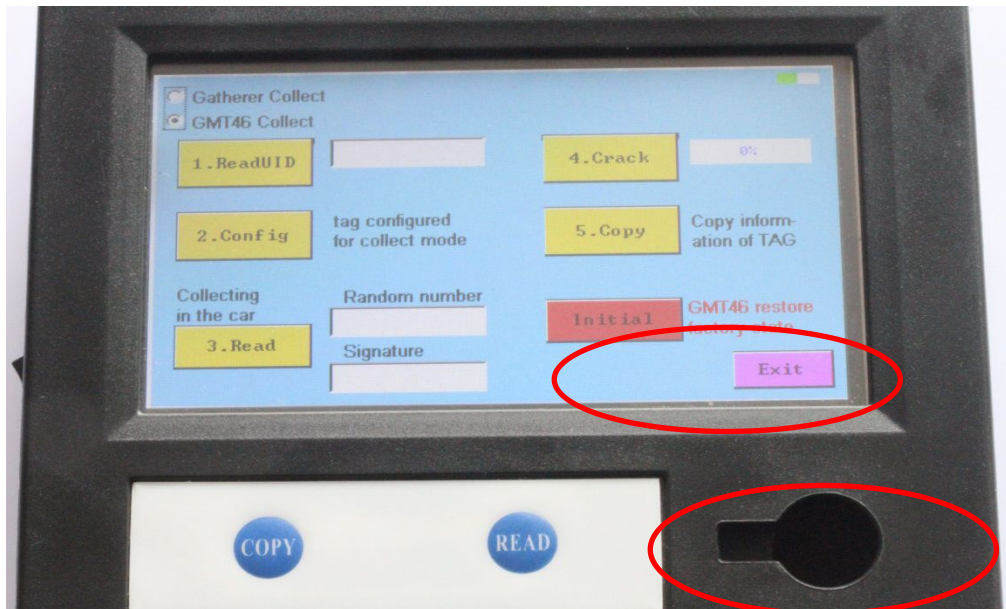 Gatherer Collect
GMT46 Collect
1.ReadUID
4.Crack
0%
2.Config
tag configured
for collect mode
5.Copy
Copy inform-
ation of TAG
Collecting
in the car
3.Read
Random number
Signature
Initial
GMT46 restore
factory state
Exit
COPY
READ